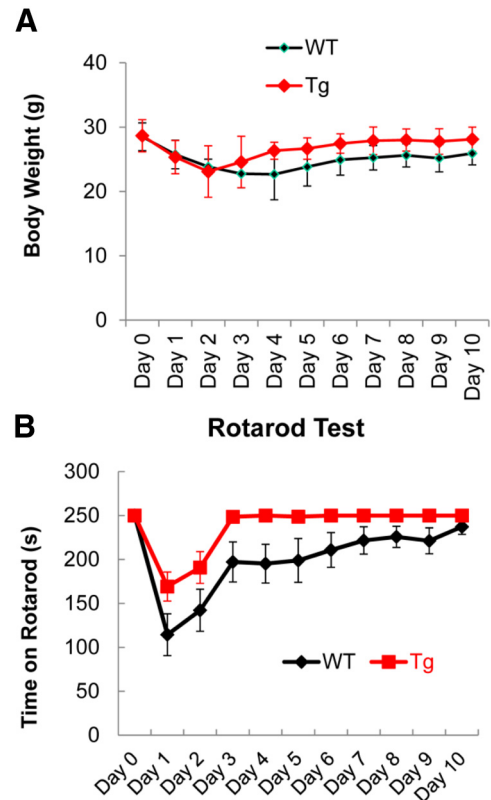 A
WT
Tg
Body Weight (g)
40
30
20
10
0
Day 0
Day 1
Day 2
Day 3
Day 4
Day 5
Day 6
Day 7
Day 8
Day 9
Day 10
B
Rotarod Test
Time on Rotarod (s)
300
250
200
150
100
50
0
WT
Tg
Day 0
Day 1
Day 2
Day 3
Day 4
Day 5
Day 6
Day 7
Day 8
Day 9
Day 10